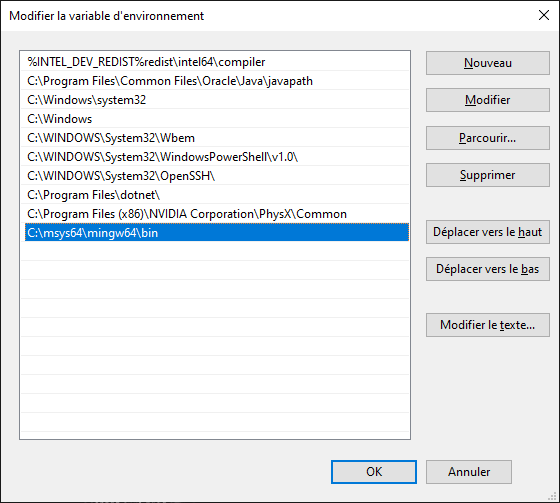 Modifier la variable d'environnement
%INTEL_DEV_REDIST%redist\intel64\compiler
C:\Program Files\Common Files\Oracle\Java\javapath
C:\Windows\system32
C:\Windows
C:\WINDOWS\System32\Wbem
C:\WINDOWS\System32\WindowsPowerShell\v1.0\
C:\WINDOWS\System32\OpenSSH\
C:\Program Files\dotnet\
C:\Program Files (x86)\NVIDIA Corporation\PhysX\Common
C:\msys64\mingw64\bin
Nouveau
Modifier
Parcourir...
Supprimer
Déplacer vers le haut
Déplacer vers le bas
Modifier le texte...
OK
Annuler